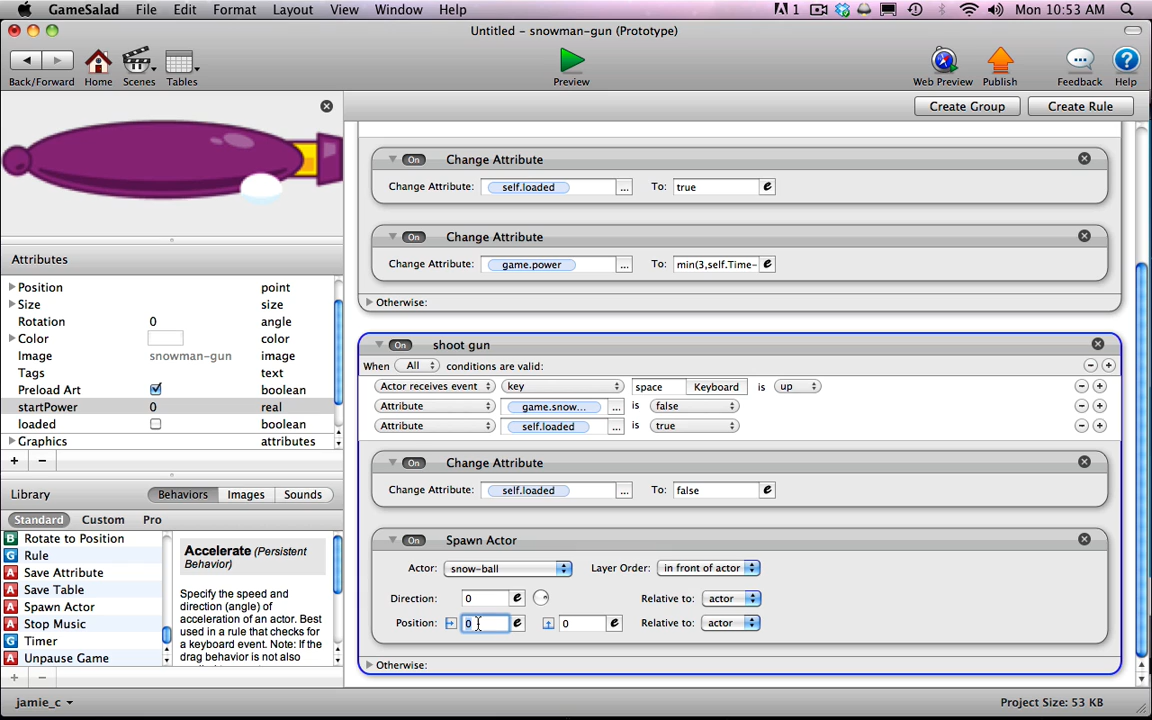 GameSalad File Edit Format Layout View Window Help 1 Mon 10:53 AM
Untitled - snowman-gun (Prototype)
Back/Forward Home Scenes Tables Preview Web Preview Publish Feedback Help
Create Group Create Rule
On Change Attribute
Change Attribute: self.loaded ... To: true e
On Change Attribute
Change Attribute: game.power ... To: min(3,self.Time- e
Otherwise:
Attributes
Position point
Size size
Rotation 0 angle
Color color
Image snowman-gun image
Tags text
Preload Art boolean
startPower 0 real
loaded boolean
Graphics attributes
+ −
Library Behaviors Images Sounds
Standard Custom Pro
B Rotate to Position
G Rule
A Save Attribute
A Save Table
A Spawn Actor
A Stop Music
G Timer
A Unpause Game
Accelerate (Persistent
Behavior)
Specify the speed and
direction (angle) of
acceleration of an actor. Best
used in a rule that checks for
a keyboard event. Note: If the
drag behavior is not also
On shoot gun
When All conditions are valid:
Actor receives event key space Keyboard is up
Attribute game.snow... ... is false
Attribute self.loaded ... is true
On Change Attribute
Change Attribute: self.loaded ... To: false e
On Spawn Actor
Actor: snow-ball Layer Order: in front of actor
Direction: 0 e Relative to: actor
Position: 0 e 0 e Relative to: actor
Otherwise:
+ −
jamie_c Project Size: 53 KB